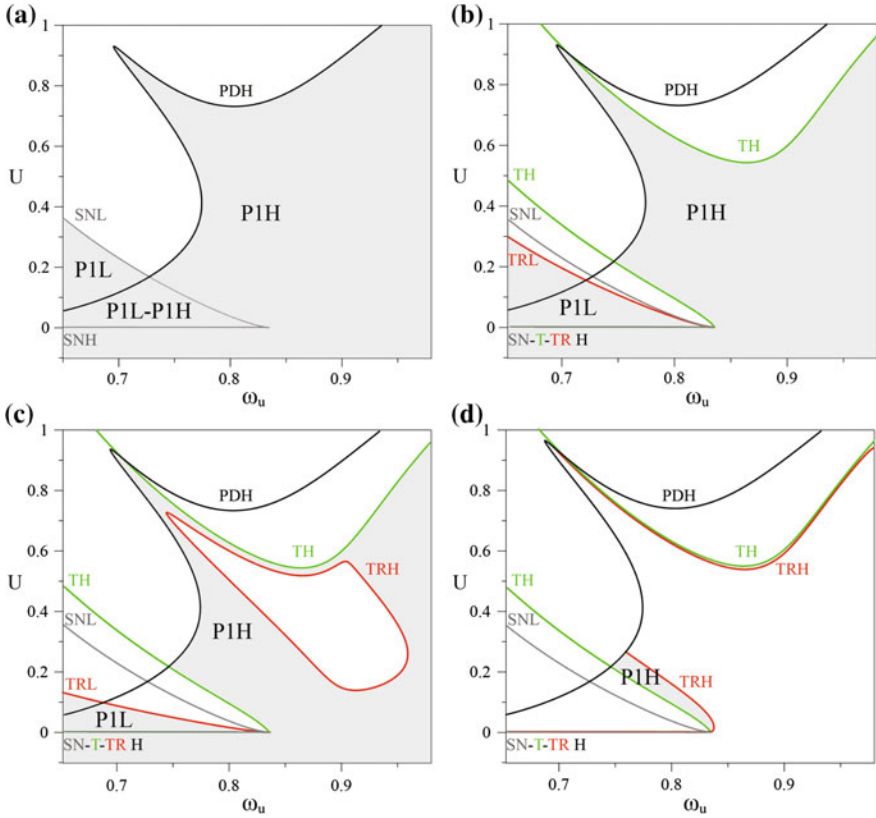 (a)
1
0.8
0.6
U
0.4
0.2
0
PDH
P1H
SNL
P1L
P1L-P1H
SNH
0.7
0.8
0.9
ωu
(b)
1
0.8
0.6
U
0.4
0.2
0
TH
PDH
TH
TH
SNL
TRL
P1H
P1L
SN-T-TR H
0.7
0.8
0.9
ωu
(c)
1
0.8
0.6
U
0.4
0.2
0
PDH
TH
TRH
TH
SNL
P1H
TRL
P1L
SN-T-TR H
0.7
0.8
0.9
ωu
(d)
1
0.8
0.6
U
0.4
0.2
0
PDH
TH
TRH
TH
SNL
P1H
TRH
SN-T-TR H
0.7
0.8
0.9
ωu